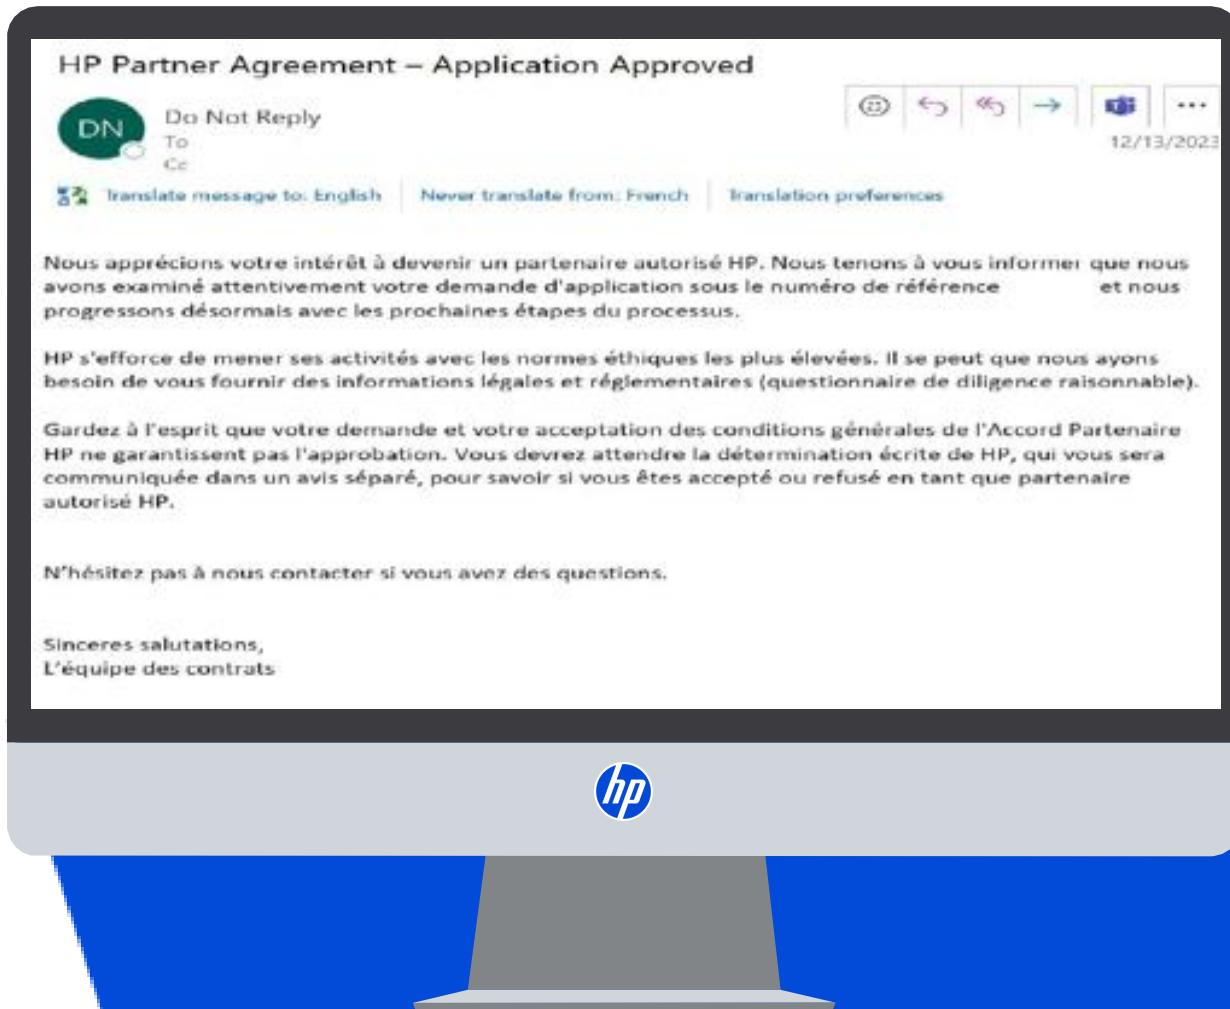 HP Partner Agreement – Application Approved
DN
Do Not Reply
To
Cc
12/13/2023
Translate message to: English
Never translate from: French
Translation preferences
Nous apprécions votre intérêt à devenir un partenaire autorisé HP. Nous tenons à vous informer que nous
avons examiné attentivement votre demande d'application sous le numéro de référence et nous
progressons désormais avec les prochaines étapes du processus.
HP s'efforce de mener ses activités avec les normes éthiques les plus élevées. Il se peut que nous ayons
besoin de vous fournir des informations légales et réglementaires (questionnaire de diligence raisonnable).
Gardez à l'esprit que votre demande et votre acceptation des conditions générales de l'Accord Partenaire
HP ne garantissent pas l'approbation. Vous devrez attendre la détermination écrite de HP, qui vous sera
communiquée dans un avis séparé, pour savoir si vous êtes accepté ou refusé en tant que partenaire
autorisé HP.
N'hésitez pas à nous contacter si vous avez des questions.
Sinceres salutations,
L'équipe des contrats
hp